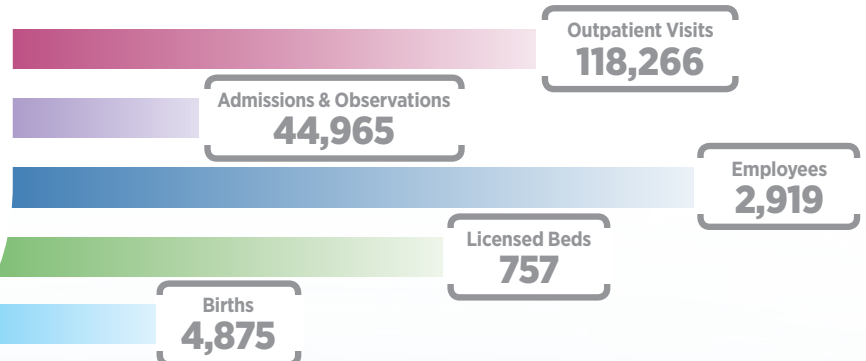 Outpatient Visits
118,266
Admissions & Observations
44,965
Employees
2,919
Licensed Beds
757
Births
4,875